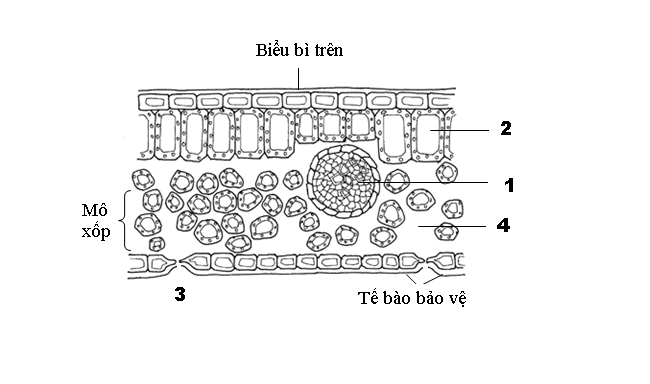 Biểu bì trên
2
1
Mô
xốp
4
3
Tế bào bảo vệ